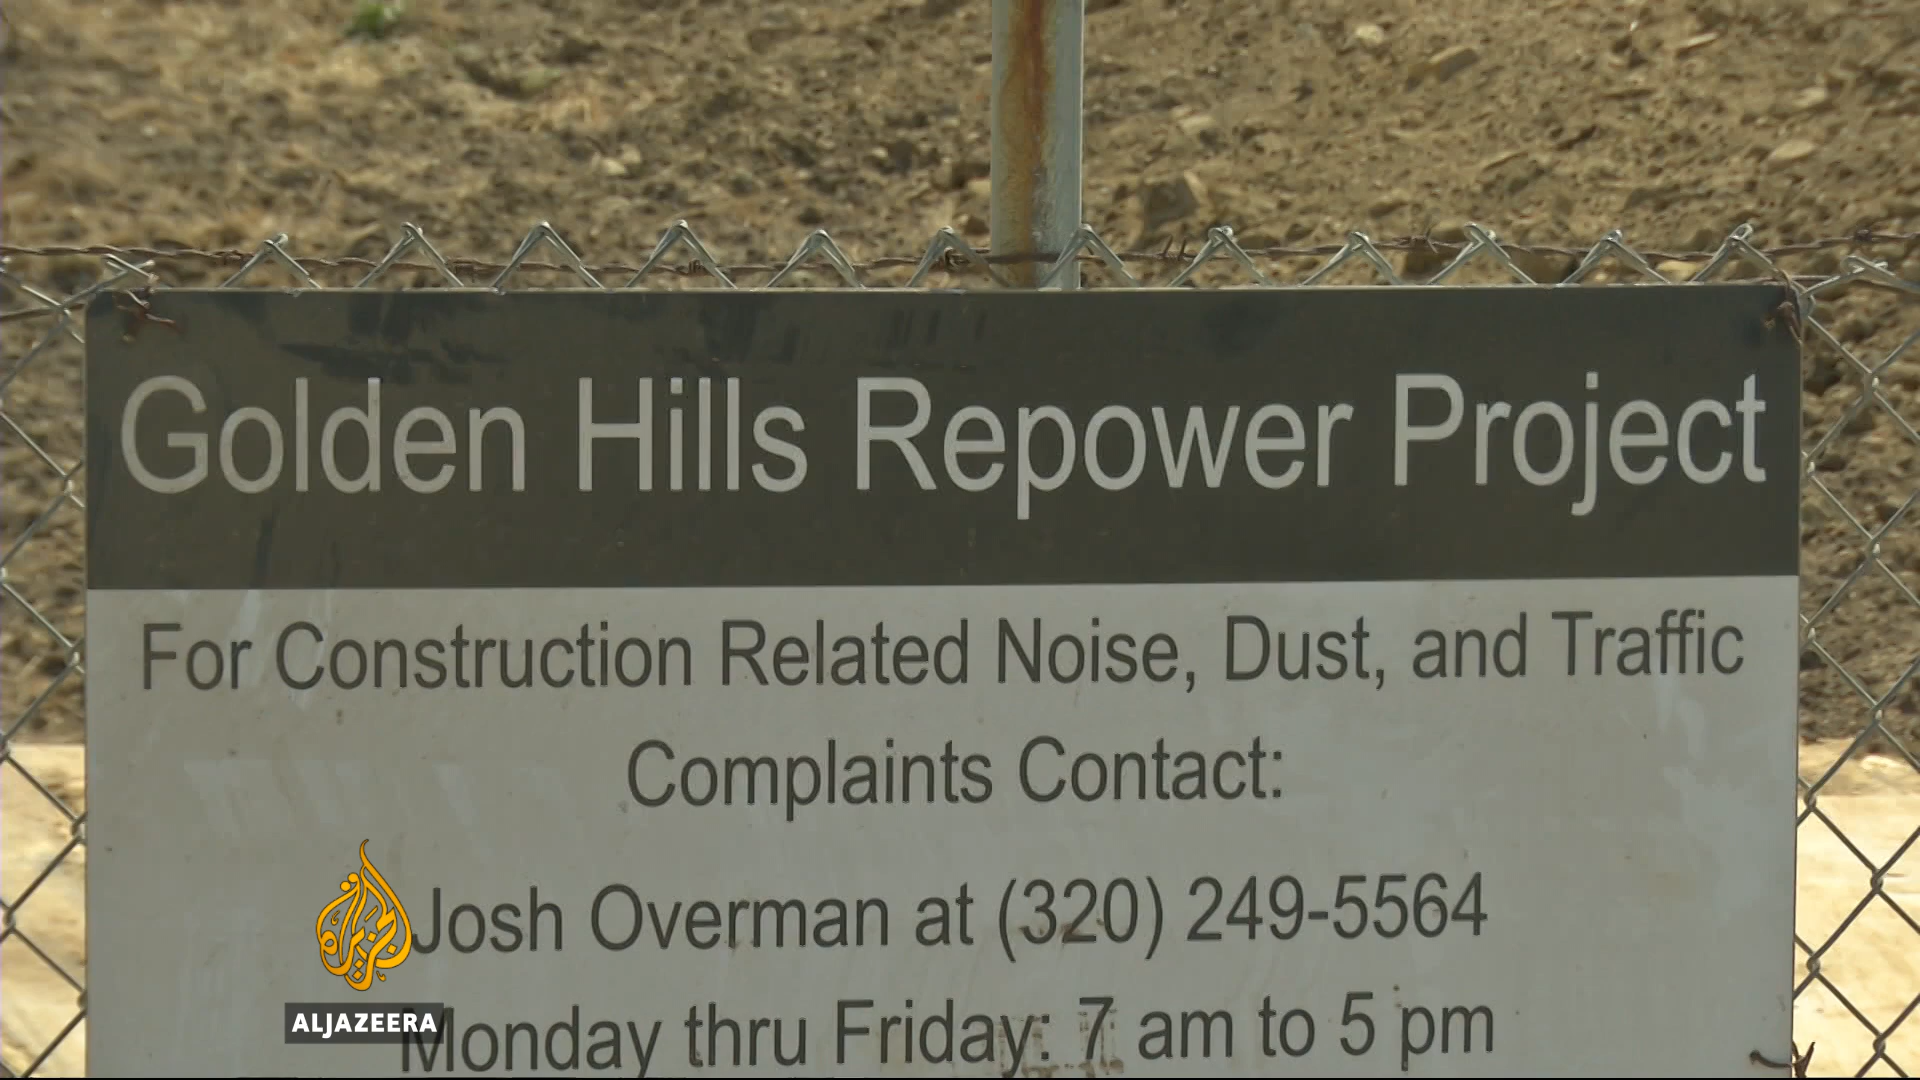 Golden Hills Repower Project
For Construction Related Noise, Dust, and Traffic
Complaints Contact:
Josh Overman at (320) 249-5564
Monday thru Friday: 7 am to 5 pm
الجزيرة
ALJAZEERA